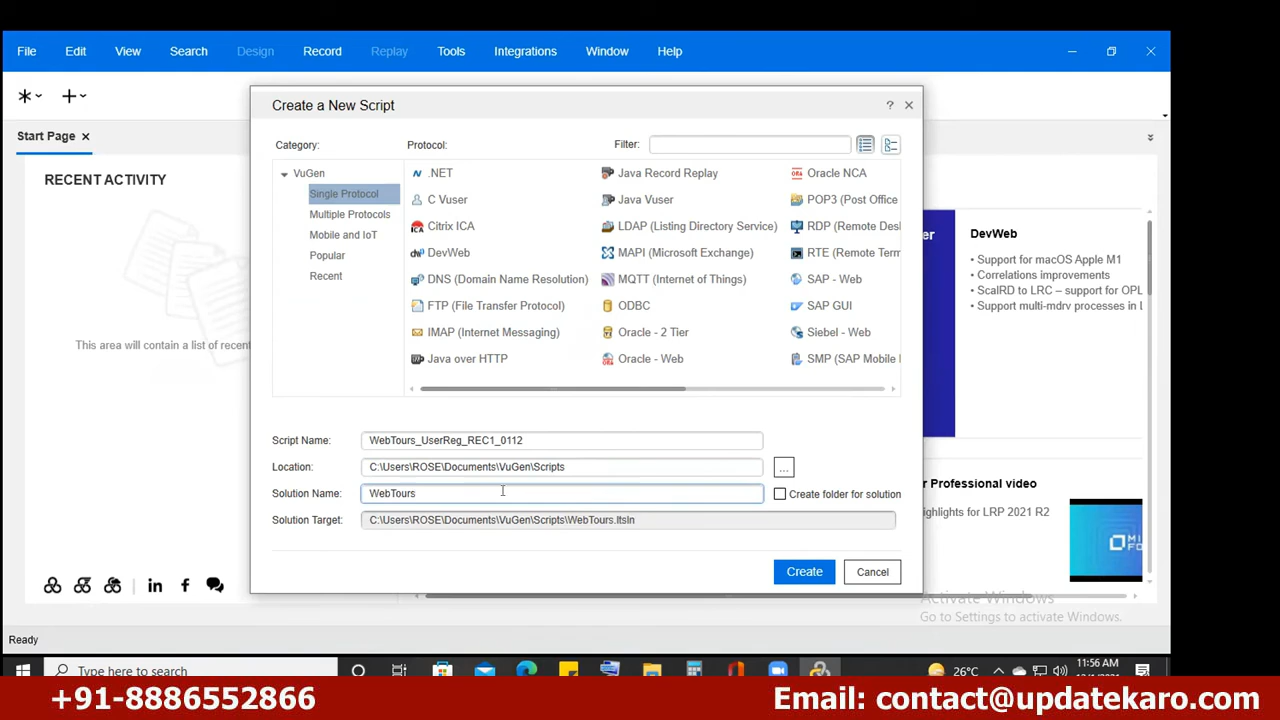 File Edit View Search Design Record Replay Tools Integrations Window Help
Start Page
RECENT ACTIVITY
This area will contain a list of recent
Create a New Script
Category:
Protocol:
Filter:
VuGen
Single Protocol
Multiple Protocols
Mobile and IoT
Popular
Recent
.NET
C Vuser
Citrix ICA
DevWeb
DNS (Domain Name Resolution)
FTP (File Transfer Protocol)
IMAP (Internet Messaging)
Java over HTTP
Java Record Replay
Java Vuser
LDAP (Listing Directory Service)
MAPI (Microsoft Exchange)
MQTT (Internet of Things)
ODBC
Oracle - 2 Tier
Oracle - Web
Oracle NCA
POP3 (Post Office
RDP (Remote Desl
RTE (Remote Term
SAP - Web
SAP GUI
Siebel - Web
SMP (SAP Mobile
Script Name: WebTours_UserReg_REC1_0112
Location: C:\Users\ROSE\Documents\VuGen\Scripts ...
Solution Name: WebTours Create folder for solution
Solution Target: C:\Users\ROSE\Documents\VuGen\Scripts\WebTours.ltsln
Create Cancel
er
DevWeb
• Support for macOS Apple M1
• Correlations improvements
• ScalRD to LRC – support for OPL
• Support multi-mdrv processes in L
r Professional video
ighlights for LRP 2021 R2
Activate Windows
Go to Settings to activate Windows.
Ready
Type here to search
26°C
11:56 AM
+91-8886552866
Email: contact@updatekaro.com